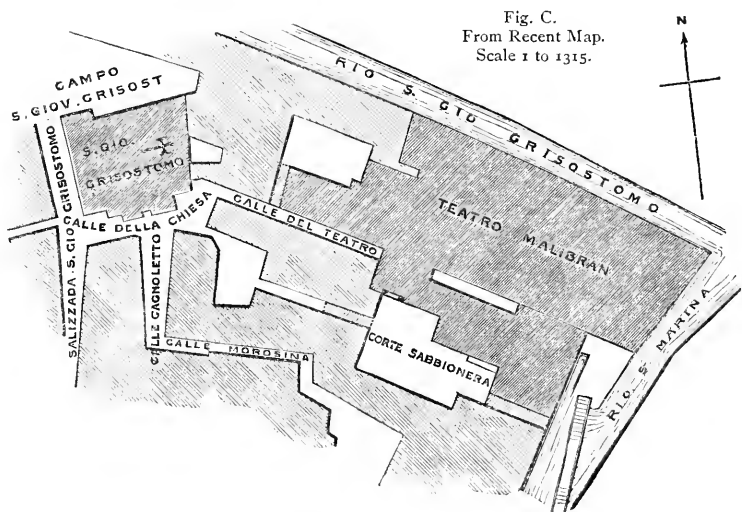 Fig. C.
From Recent Map.
Scale 1 to 1315.
N
CAMPO
S. GIOV. GRISOST
RIO S. GIO GRISOSTOMO
S. GIO.
GRISOSTOMO
SALIZZADA S. GIO GRISOSTOMO
CALLE DELLA CHIESA
CALLE DEL TEATRO
TEATRO MALIBRAN
CALLE CAGNOLETTO
CALLE MOROSINA
CORTE SABBIONERA
RIO S. MARINA